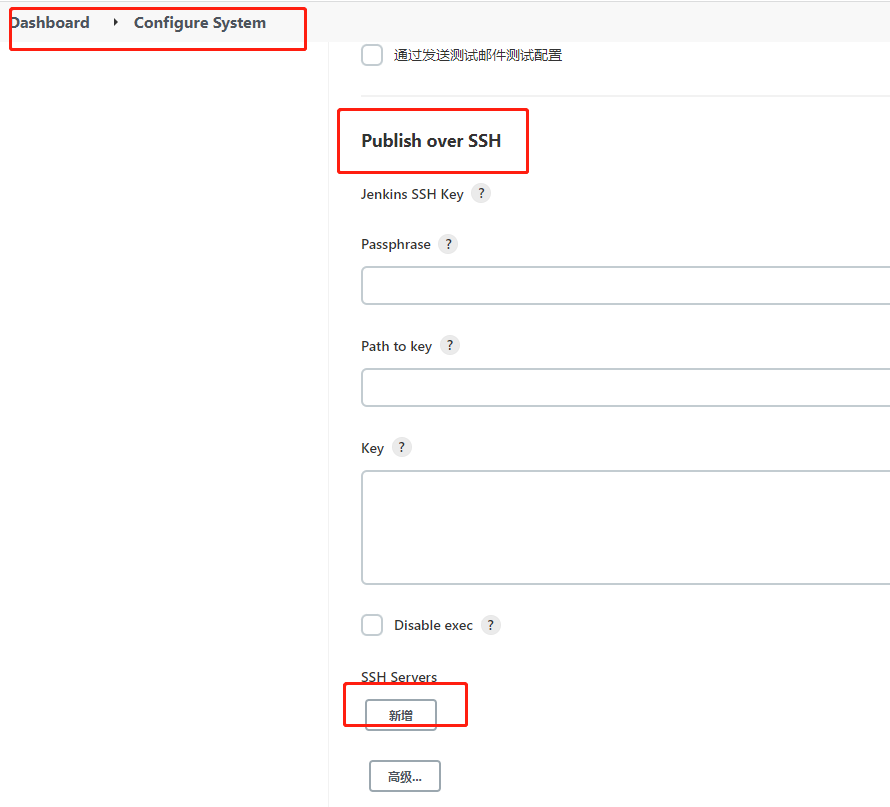 Dashboard Configure System
通过发送测试邮件测试配置
Publish over SSH
Jenkins SSH Key ?
Passphrase ?
Path to key ?
Key ?
Disable exec ?
SSH Servers
新增
高级...